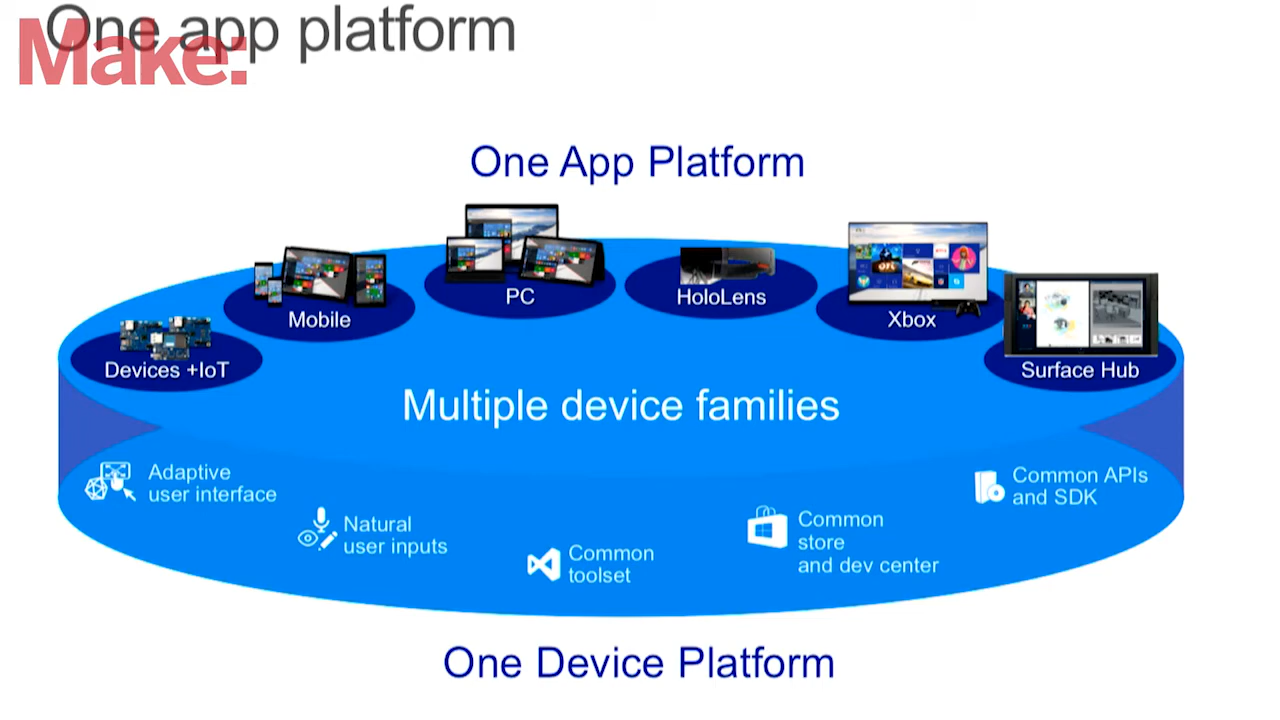 One app platform
Make:
One App Platform
Devices +IoT
Mobile
PC
HoloLens
Xbox
Surface Hub
Multiple device families
Adaptive
user interface
Natural
user inputs
Common
toolset
Common
store
and dev center
Common APIs
and SDK
One Device Platform